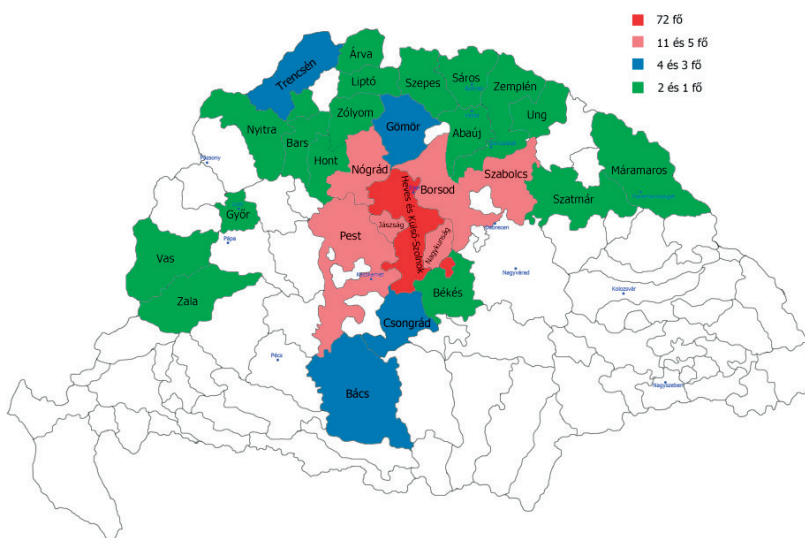 72 fő
11 és 5 fő
4 és 3 fő
2 és 1 fő
Árva
Trencsén
Liptó
Szepes
Sáros
Zemplén
Zólyom
Gömör
Ung
Nyitra
Bars
Abaúj
Hont
Nógrád
Borsod
Szabolcs
Máramaros
Szatmár
Pozsony
Győr
Heves és Külső-Szolnok
Jászság
Nagykunság
Pest
Debrecen
Pápa
Vas
Kecskemét
Nagyvárad
Zala
Békés
Kolozsvár
Csongrád
Pécs
Bács
Nagyszeben